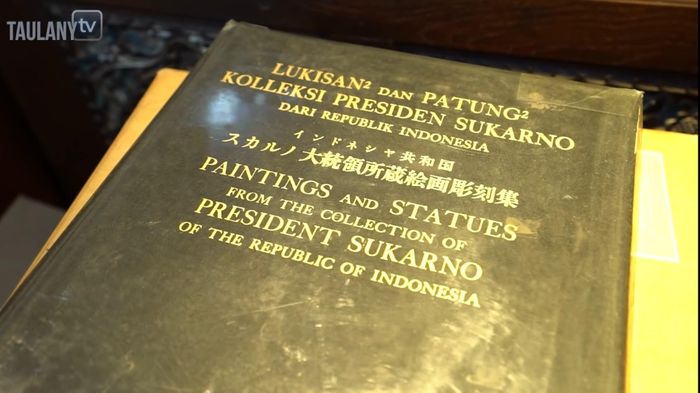 TAULANY tv
LUKISAN² DAN PATUNG²
KOLLEKSI PRESIDEN SUKARNO
DARI REPUBLIK INDONESIA
インドネシヤ共和国
スカルノ大統領所蔵絵画彫刻集
PAINTINGS AND STATUES
FROM THE COLLECTION OF
PRESIDENT SUKARNO
OF THE REPUBLIC OF INDONESIA